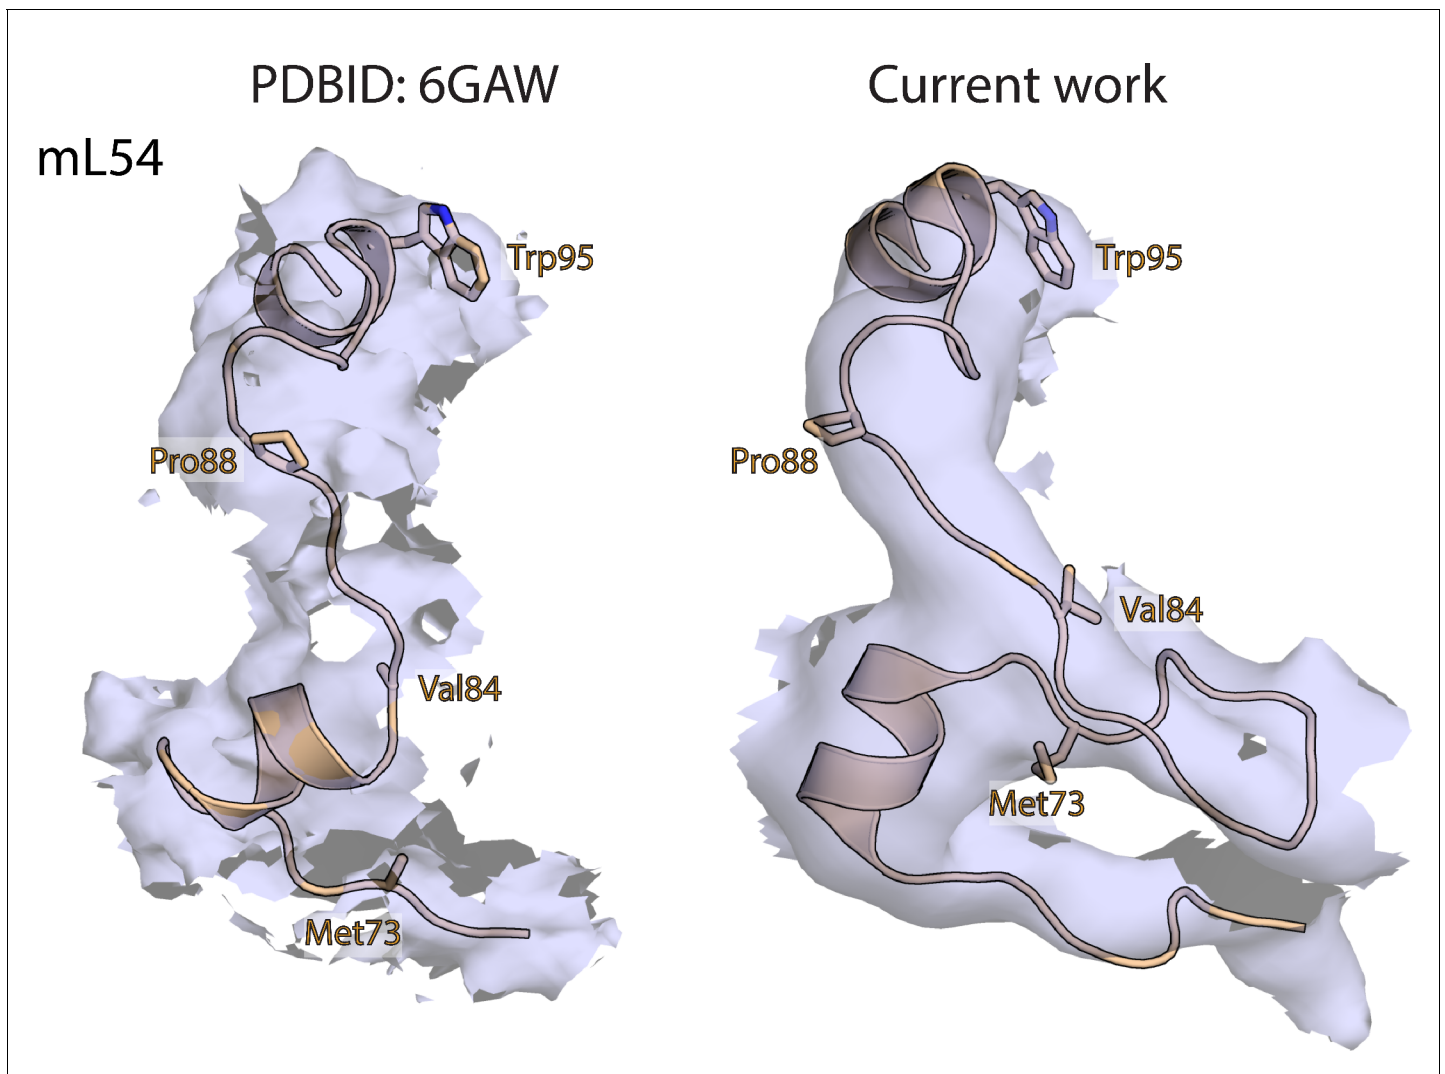 PDBID: 6GAW
Current work
mL54
Trp95
Trp95
Pro88
Pro88
Val84
Val84
Met73
Met73